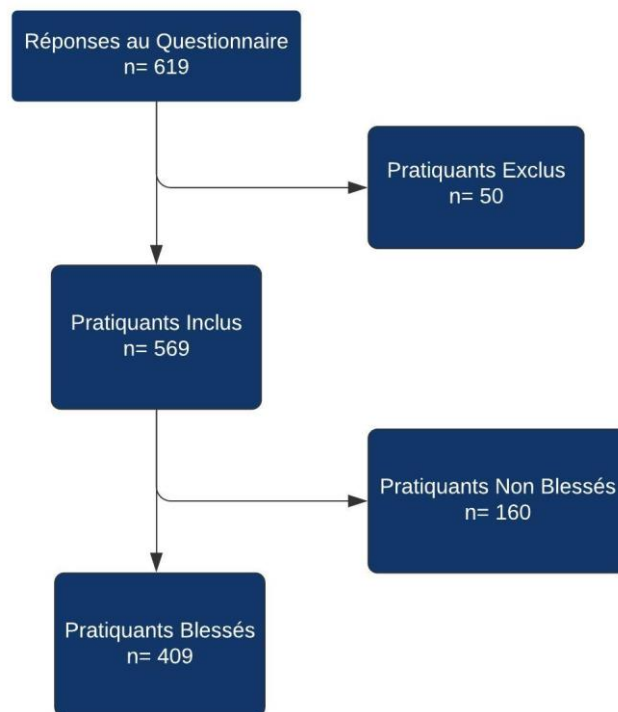 Réponses au Questionnaire
n= 619
Pratiquants Exclus
n= 50
Pratiquants Inclus
n= 569
Pratiquants Non Blessés
n= 160
Pratiquants Blessés
n= 409